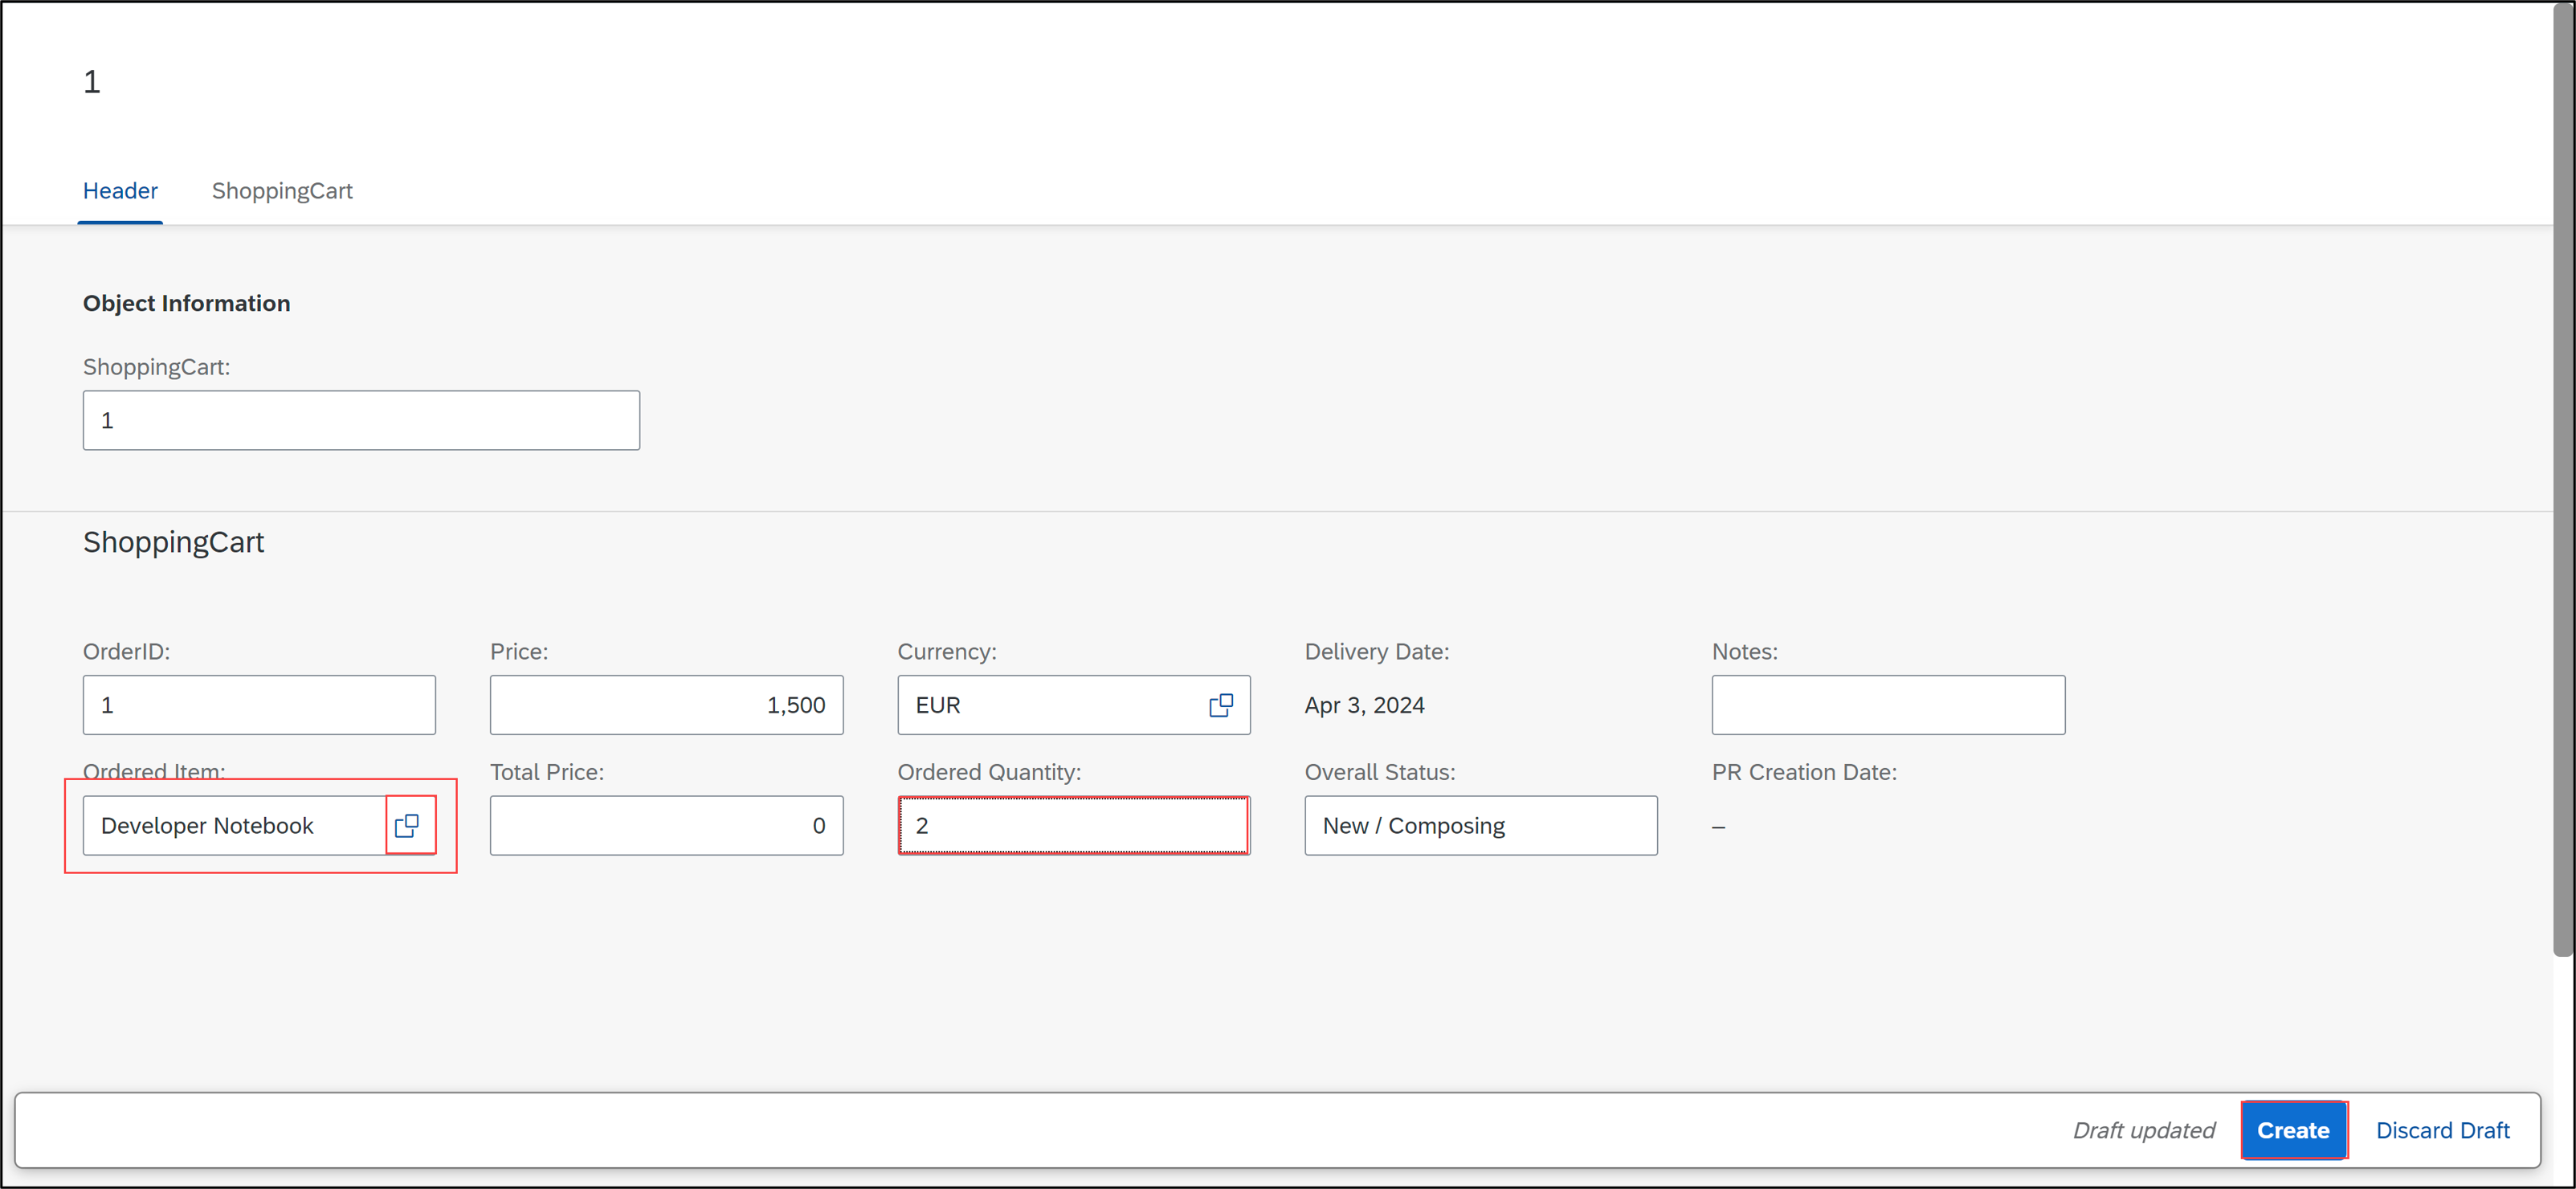 1
Header ShoppingCart
Object Information
ShoppingCart:
1
ShoppingCart
OrderID: Price: Currency: Delivery Date: Notes:
1 1,500 EUR Apr 3, 2024
Ordered Item: Total Price: Ordered Quantity: Overall Status: PR Creation Date:
Developer Notebook 0 2 New / Composing –
Draft updated Create Discard Draft